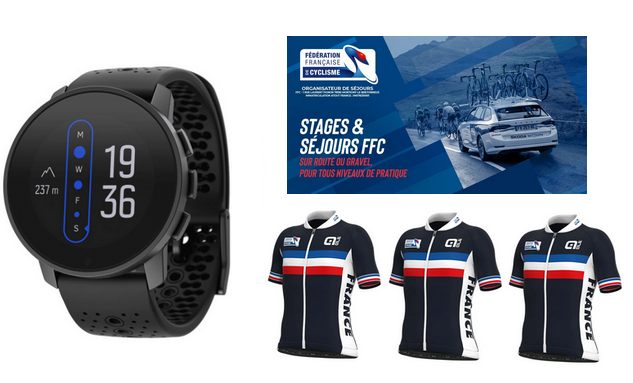 M
W
F
S
237 m
19
36
FÉDÉRATION
FRANÇAISE
DE CYCLISME
ORGANISATEUR DE SÉJOURS
STAGES &
SÉJOURS FFC
SUR ROUTE OU GRAVEL,
POUR TOUS NIVEAUX DE PRATIQUE
FRANCE
FRANCE
FRANCE